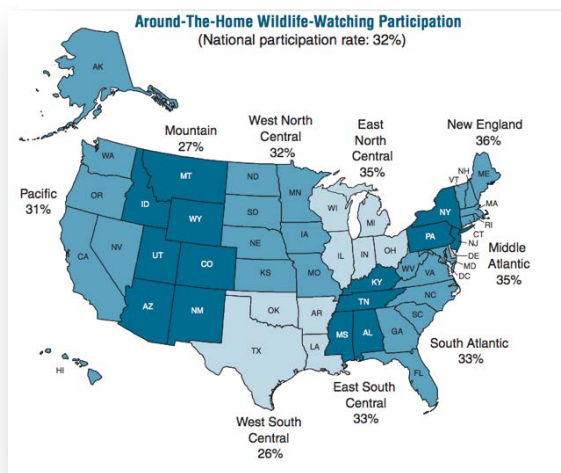 Around-The-Home Wildlife-Watching Participation
(National participation rate: 32%)
AK
Mountain
27%
West North
Central
32%
East
North
Central
35%
New England
36%
Pacific
31%
WA
OR
CA
NV
ID
MT
WY
UT
CO
AZ
NM
ND
SD
NE
KS
MN
IA
MO
WI
MI
IL
IN
OH
OK
TX
AR
LA
KY
TN
MS
AL
NY
PA
NJ
VT
NH
ME
MA
RI
CT
DE
MD
DC
WV
VA
NC
SC
GA
FL
HI
Middle
Atlantic
35%
South Atlantic
33%
East South
Central
33%
West South
Central
26%